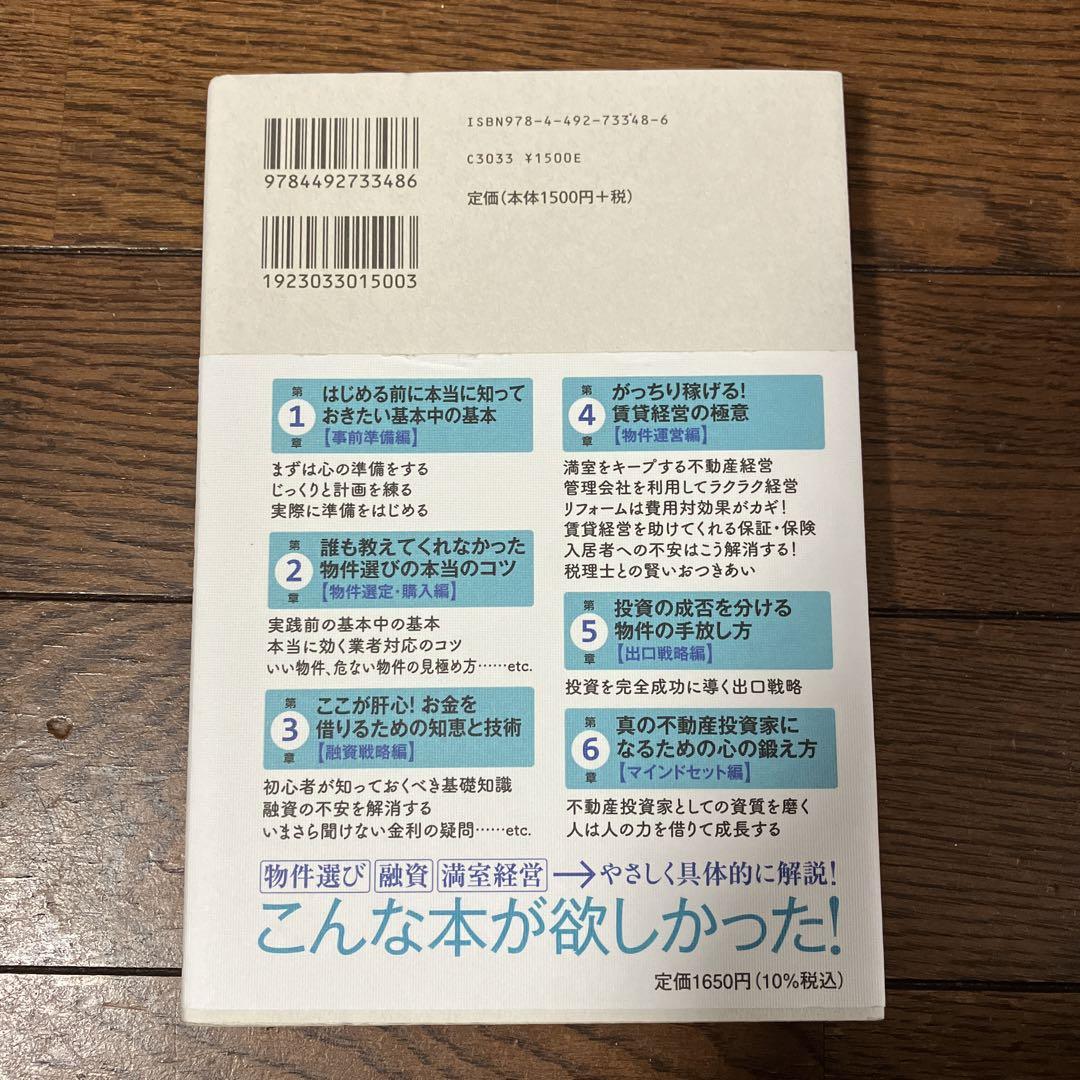 ISBN978-4-492-73348-6
C3033 ¥1500E
定価(本体1500円+税)
9784492733486
1923033015003
第1章
はじめる前に本当に知って
おきたい基本中の基本
【事前準備編】
まずは心の準備をする
じっくりと計画を練る
実際に準備をはじめる
第2章
誰も教えてくれなかった
物件選びの本当のコツ
【物件選定・購入編】
実践前の基本中の基本
本当に効く業者対応のコツ
いい物件、危ない物件の見極め方……etc.
第3章
ここが肝心!お金を
借りるための知恵と技術
【融資戦略編】
初心者が知っておくべき基礎知識
融資の不安を解消する
いまさら聞けない金利の疑問……etc.
第4章
がっちり稼げる!
賃貸経営の極意
【物件運営編】
満室をキープする不動産経営
管理会社を利用してラクラク経営
リフォームは費用対効果がカギ!
賃貸経営を助けてくれる保証・保険
入居者への不安はこう解消する!
税理士との賢いおつきあい
第5章
投資の成否を分ける
物件の手放し方
【出口戦略編】
投資を完全成功に導く出口戦略
第6章
真の不動産投資家に
なるための心の鍛え方
【マインドセット編】
不動産投資家としての資質を磨く
人は人の力を借りて成長する
物件選び 融資 満室経営→やさしく具体的に解説!
こんな本が欲しかった!
定価1650円(10%税込)